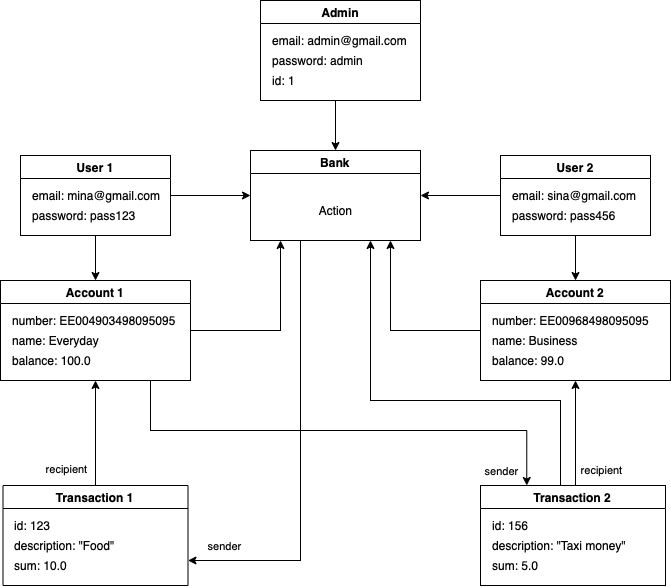 Admin
email: admin@gmail.com
password: admin
id: 1
User 1
email: mina@gmail.com
password: pass123
Bank
Action
User 2
email: sina@gmail.com
password: pass456
Account 1
number: EE004903498095095
name: Everyday
balance: 100.0
Account 2
number: EE00968498095095
name: Business
balance: 99.0
recipient
sender
recipient
Transaction 1
id: 123
description: "Food"
sum: 10.0
sender
Transaction 2
id: 156
description: "Taxi money"
sum: 5.0